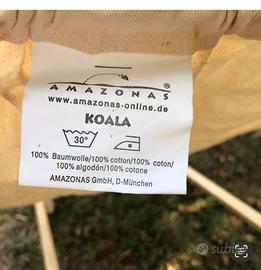 AMAZONAS®
www.amazonas-online.de
KOALA
30°
100% Baumwolle/100% cotton/100% coton/
100% algodón/100% cotone
AMAZONAS GmbH, D-München
subito